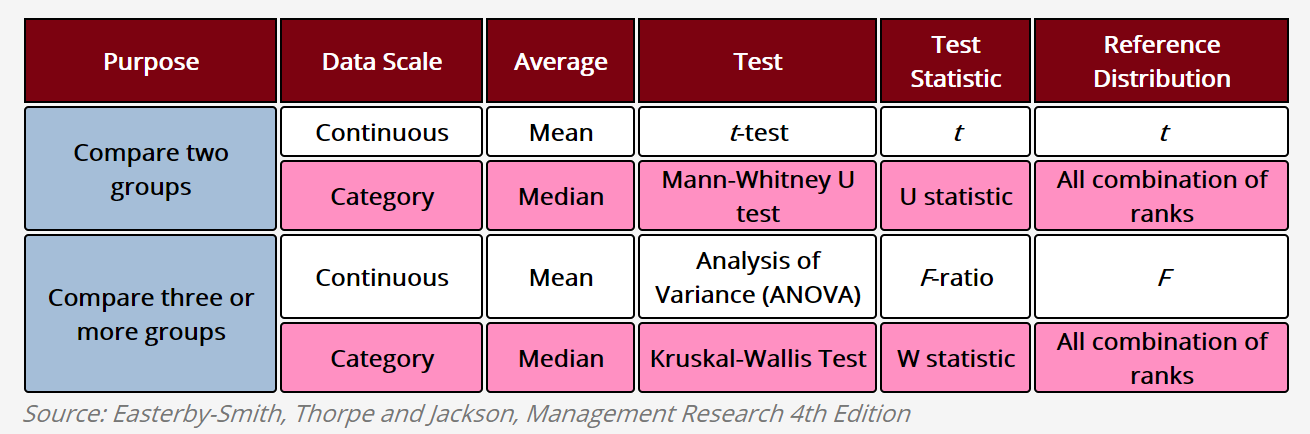 Purpose Data Scale Average Test Test Statistic Reference Distribution
Compare two groups
Continuous Mean t-test t t
Category Median Mann-Whitney U test U statistic All combination of ranks
Compare three or more groups
Continuous Mean Analysis of Variance (ANOVA) F-ratio F
Category Median Kruskal-Wallis Test W statistic All combination of ranks
Source: Easterby-Smith, Thorpe and Jackson, Management Research 4th Edition